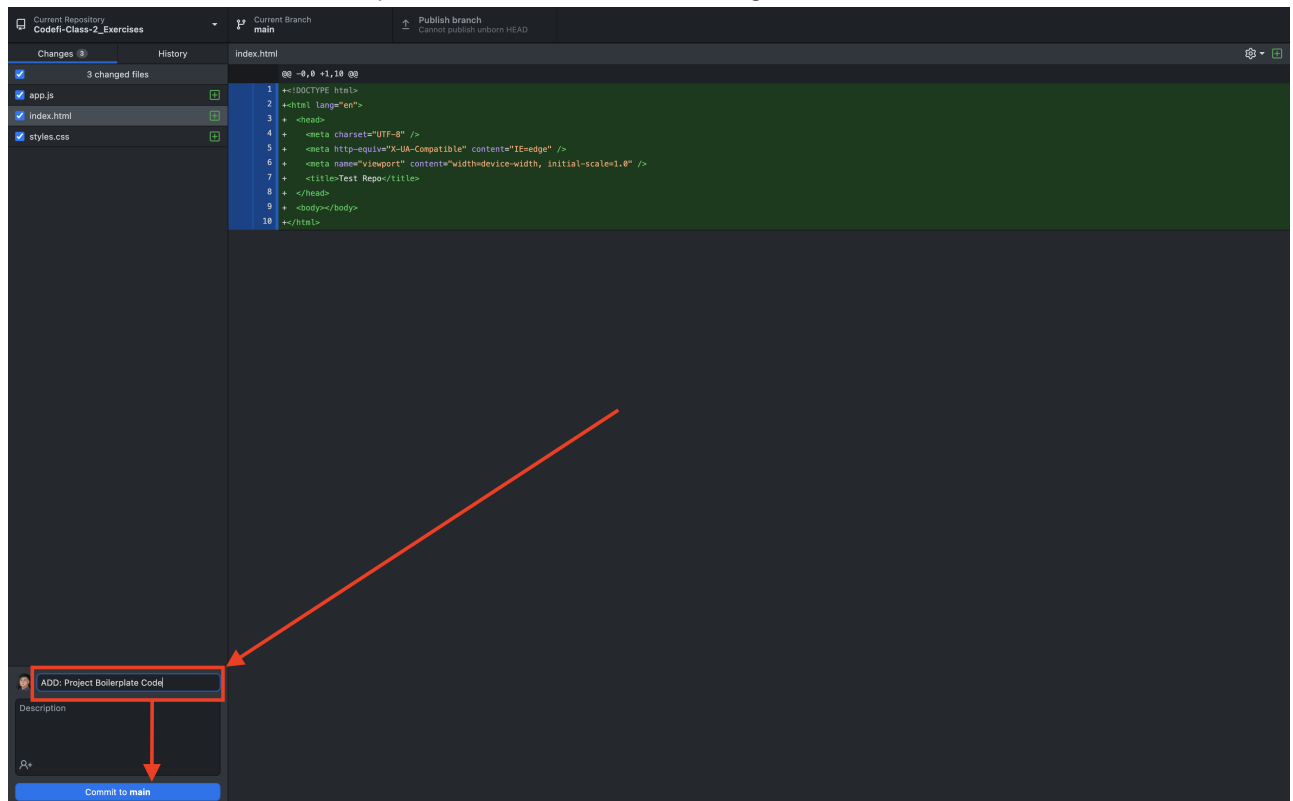 Current Repository
Codefi-Class-2_Exercises
Current Branch
main
Publish branch
Cannot publish unborn HEAD
Changes 3
History
index.html
3 changed files
app.js
index.html
styles.css
@@ -0,0 +1,10 @@
1 +<!DOCTYPE html>
2 +<html lang="en">
3 + <head>
4 + <meta charset="UTF-8" />
5 + <meta http-equiv="X-UA-Compatible" content="IE=edge" />
6 + <meta name="viewport" content="width=device-width, initial-scale=1.0" />
7 + <title>Test Repo</title>
8 + </head>
9 + <body></body>
10 +</html>
ADD: Project Boilerplate Code
Description
Commit to main